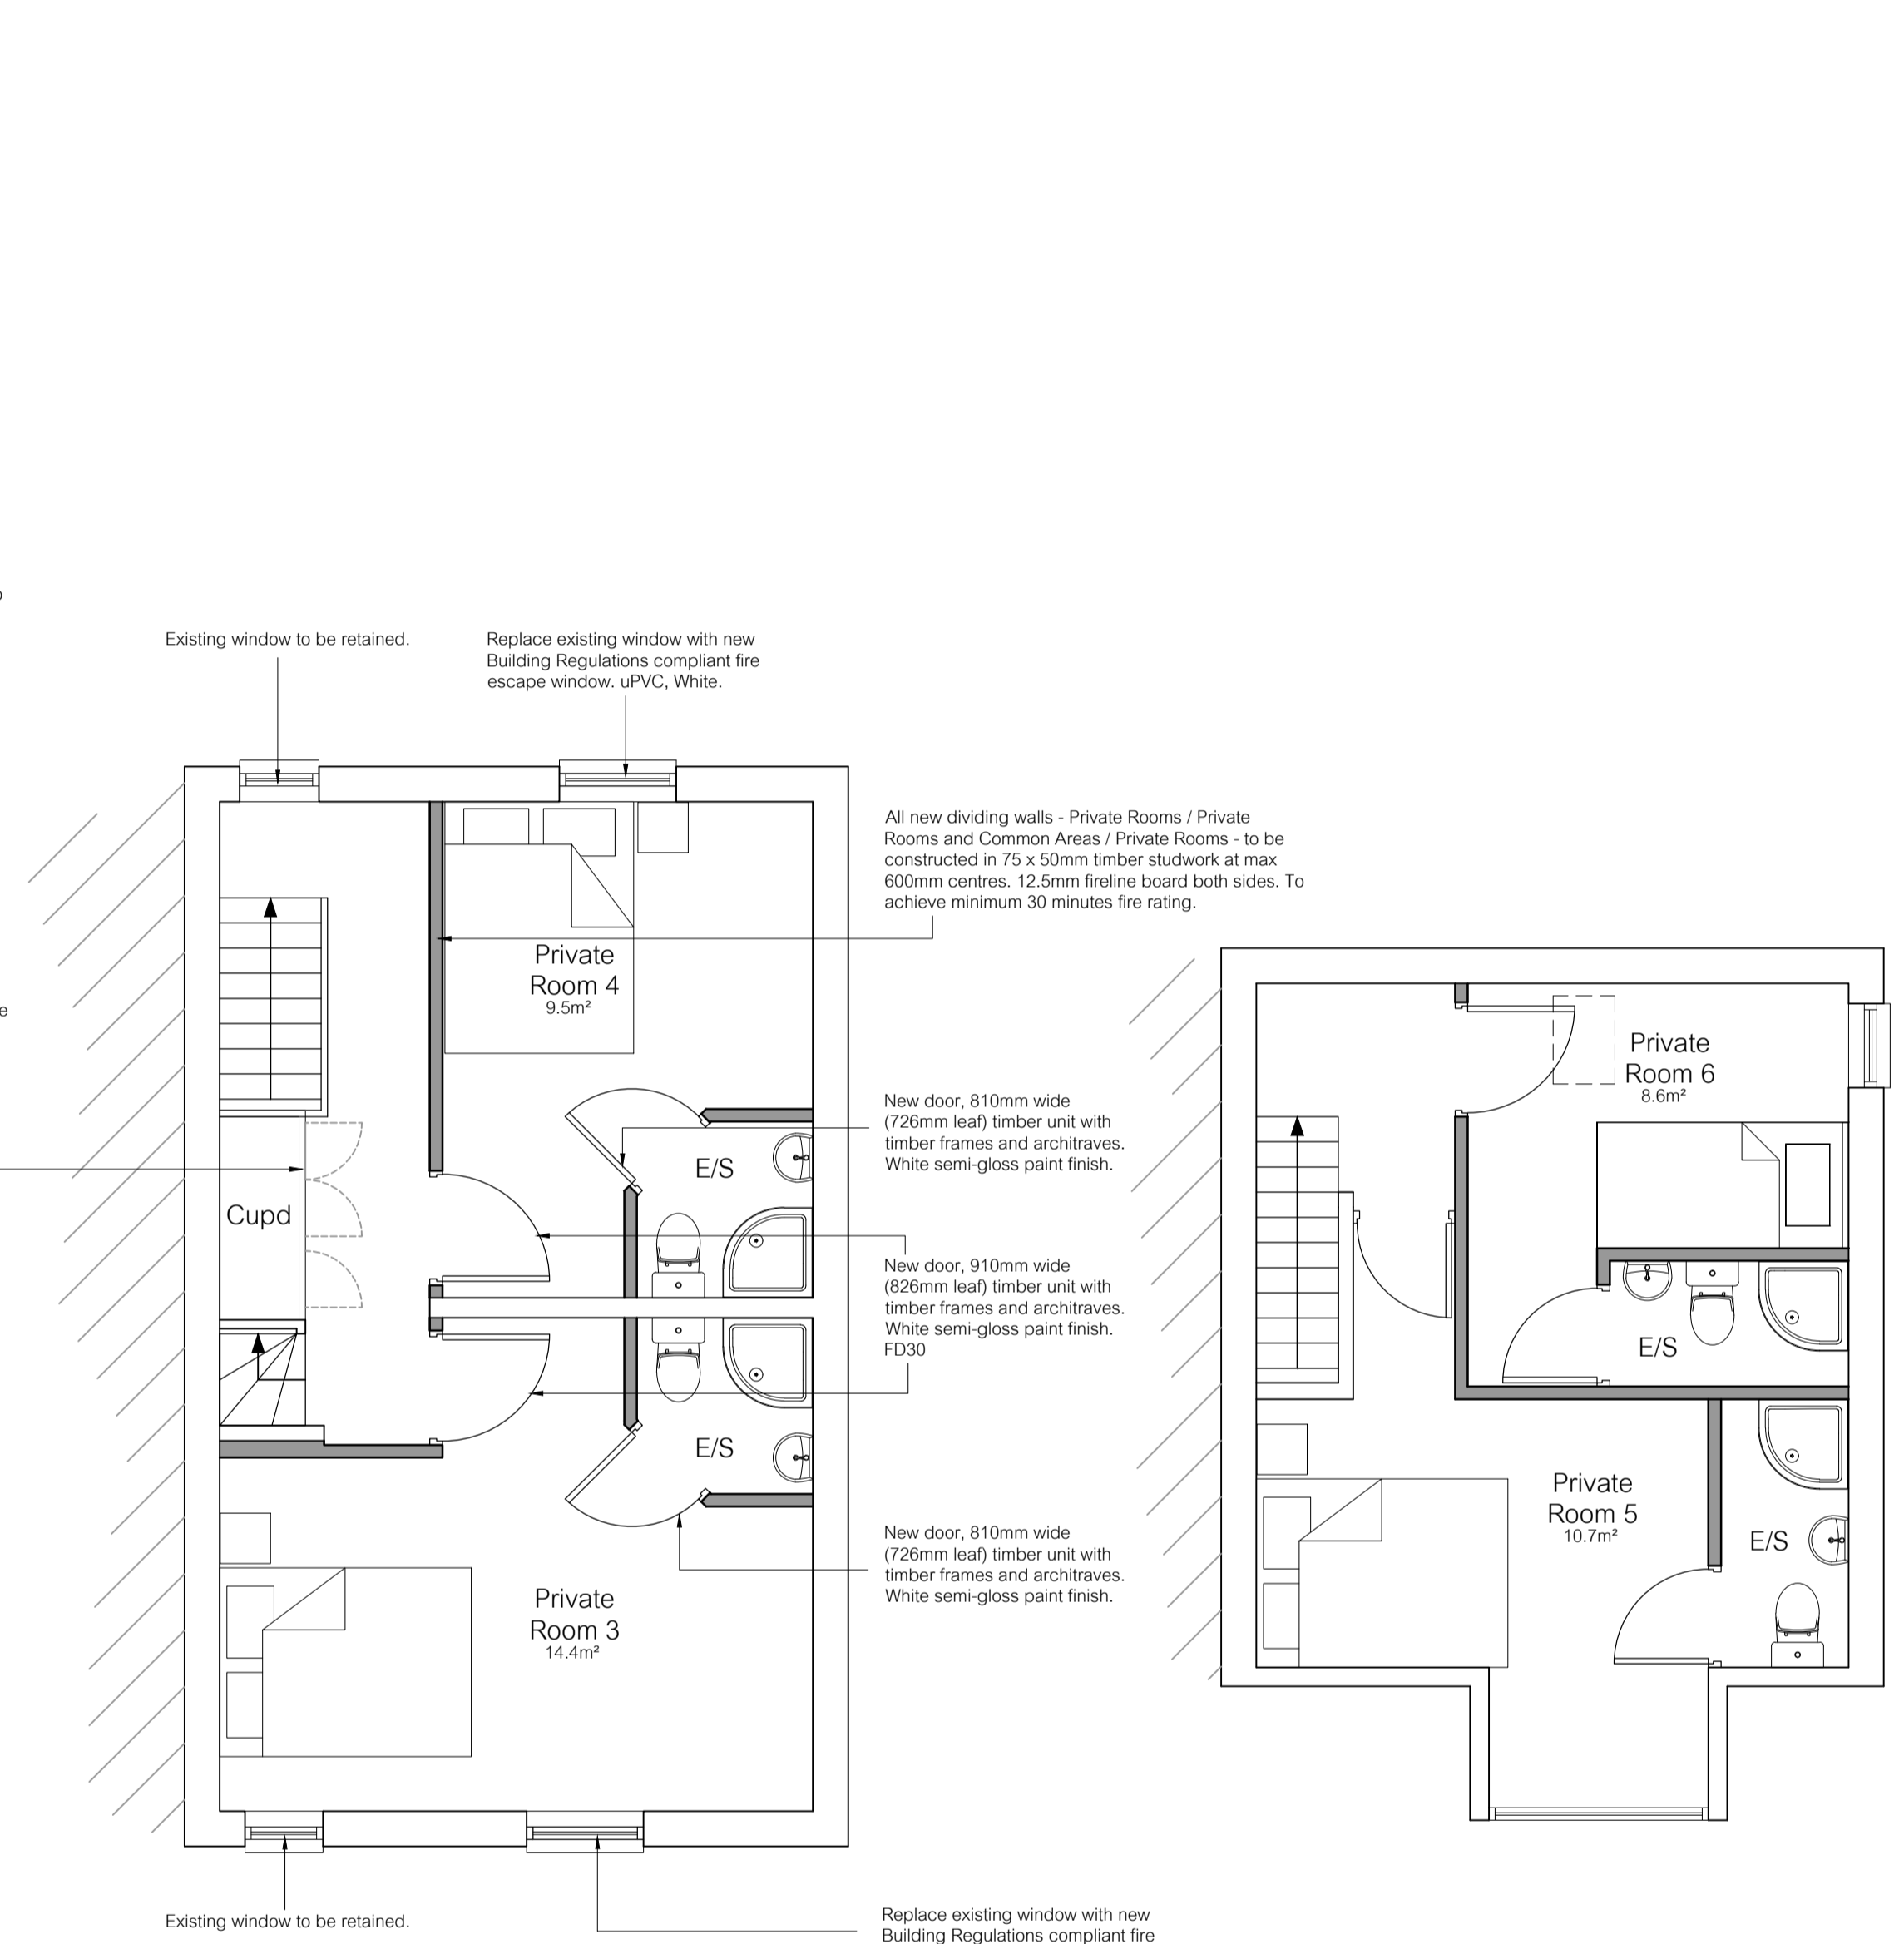 Existing window to be retained.
Replace existing window with new
Building Regulations compliant fire
escape window. uPVC, White.
All new dividing walls - Private Rooms / Private
Rooms and Common Areas / Private Rooms - to be
constructed in 75 x 50mm timber studwork at max
600mm centres. 12.5mm fireline board both sides. To
achieve minimum 30 minutes fire rating.
Private
Room 4
9.5m²
New door, 810mm wide
(726mm leaf) timber unit with
timber frames and architraves.
White semi-gloss paint finish.
E/S
Cupd
New door, 910mm wide
(826mm leaf) timber unit with
timber frames and architraves.
White semi-gloss paint finish.
FD30
E/S
New door, 810mm wide
(726mm leaf) timber unit with
timber frames and architraves.
White semi-gloss paint finish.
Private
Room 3
14.4m²
Existing window to be retained.
Replace existing window with new
Building Regulations compliant fire
Private
Room 6
8.6m²
E/S
Private
Room 5
10.7m²
E/S